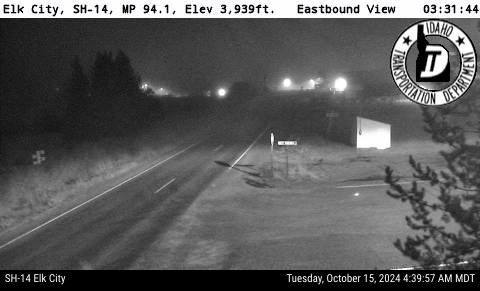 Elk City, SH-14, MP 94.1, Elev 3,939ft. Eastbound View 03:31:44
IDAHO
TRANSPORTATION DEPARTMENT
SH-14 Elk City Tuesday, October 15, 2024 4:39:57 AM MDT